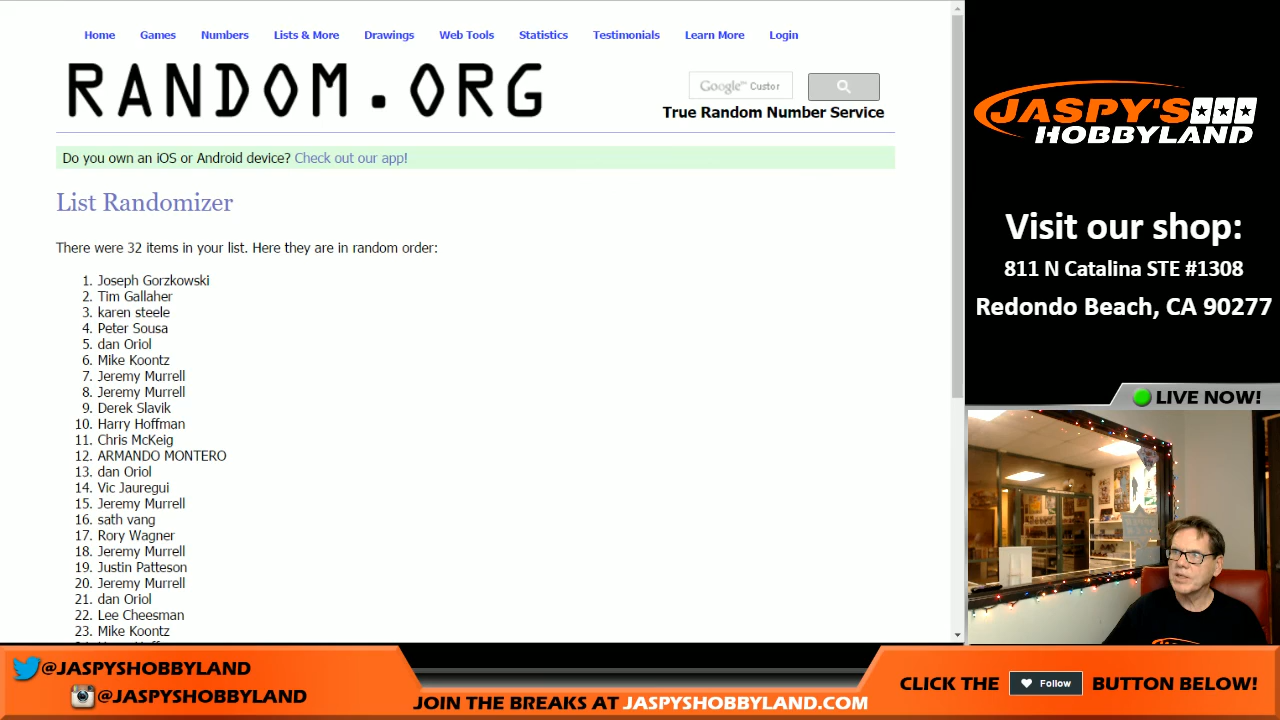 Home Games Numbers Lists & More Drawings Web Tools Statistics Testimonials Learn More Login
RANDOM.ORG
Google™ Custor
True Random Number Service
Do you own an iOS or Android device? Check out our app!
List Randomizer
There were 32 items in your list. Here they are in random order:
1. Joseph Gorzkowski
2. Tim Gallaher
3. karen steele
4. Peter Sousa
5. dan Oriol
6. Mike Koontz
7. Jeremy Murrell
8. Jeremy Murrell
9. Derek Slavik
10. Harry Hoffman
11. Chris McKeig
12. ARMANDO MONTERO
13. dan Oriol
14. Vic Jauregui
15. Jeremy Murrell
16. sath vang
17. Rory Wagner
18. Jeremy Murrell
19. Justin Patteson
20. Jeremy Murrell
21. dan Oriol
22. Lee Cheesman
23. Mike Koontz
JASPY'S
HOBBYLAND
Visit our shop:
811 N Catalina STE #1308
Redondo Beach, CA 90277
LIVE NOW!
@JASPYSHOBBYLAND
@JASPYSHOBBYLAND
JOIN THE BREAKS AT JASPYSHOBBYLAND.COM
CLICK THE Follow BUTTON BELOW!